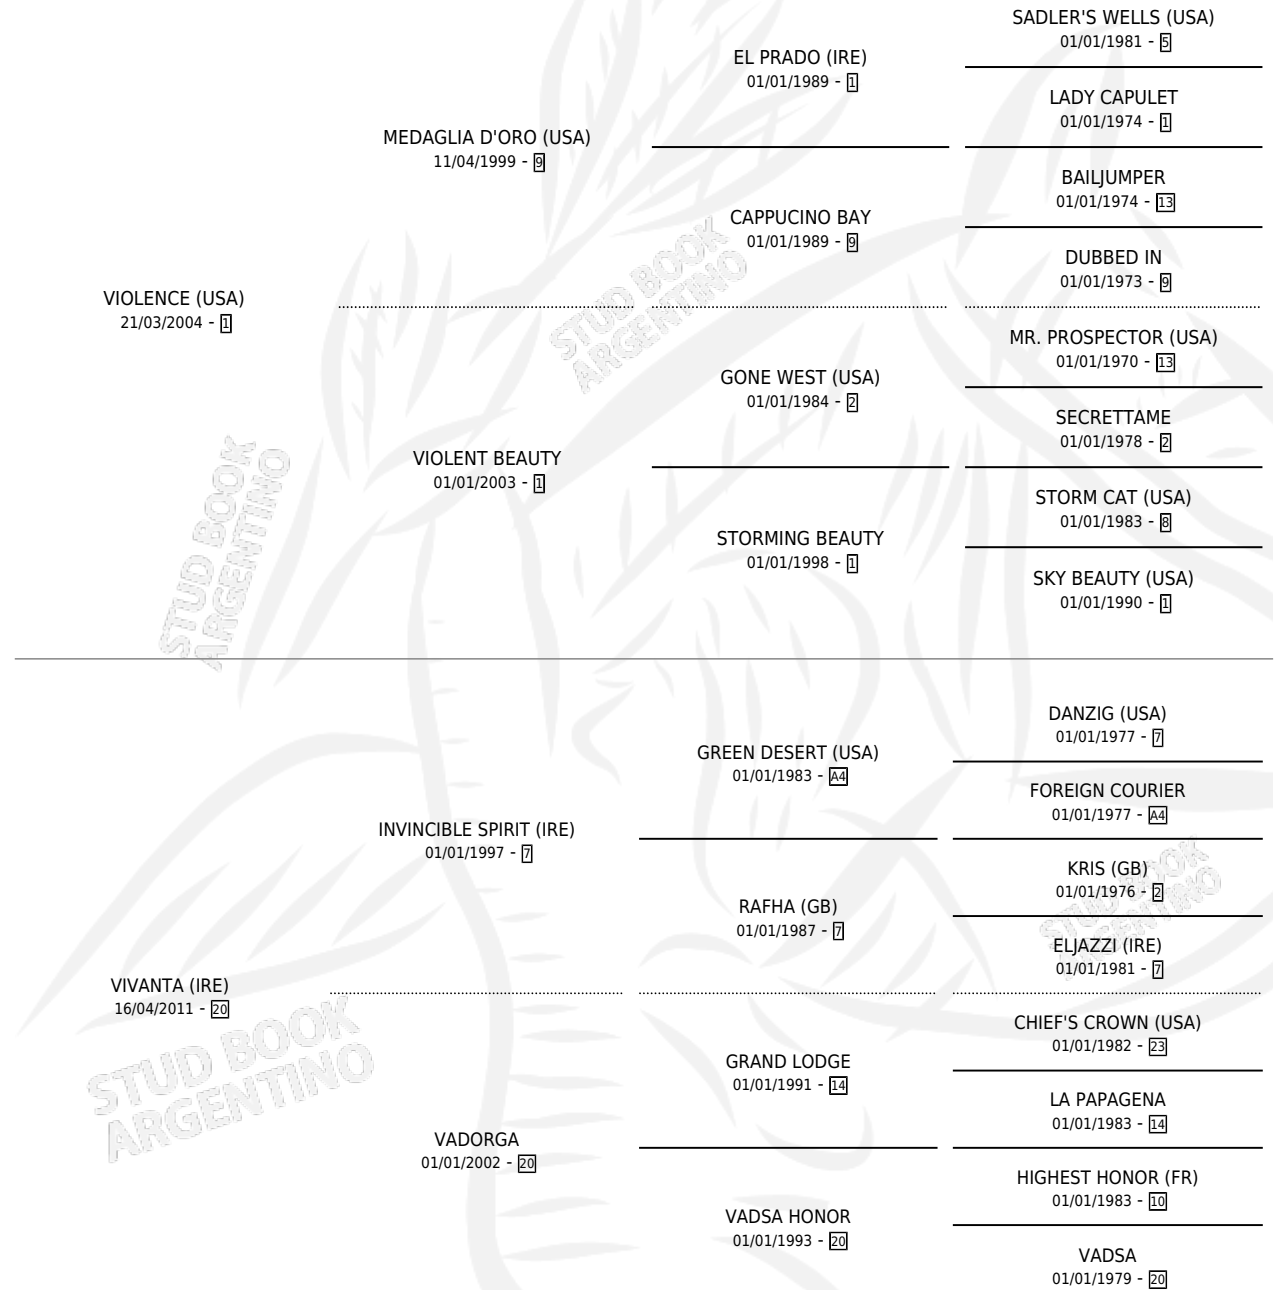 SADLER'S WELLS (USA)
01/01/1981 - 5
EL PRADO (IRE)
01/01/1989 - 1
LADY CAPULET
01/01/1974 - 1
MEDAGLIA D'ORO (USA)
11/04/1999 - 9
BAILJUMPER
01/01/1974 - 13
CAPPUCINO BAY
01/01/1989 - 9
DUBBED IN
01/01/1973 - 9
VIOLENCE (USA)
21/03/2004 - 1
STUD BOOK
ARGENTINO
MR. PROSPECTOR (USA)
01/01/1970 - 13
GONE WEST (USA)
01/01/1984 - 2
SECRETTAME
01/01/1978 - 2
VIOLENT BEAUTY
01/01/2003 - 1
STORM CAT (USA)
01/01/1983 - 8
STORMING BEAUTY
01/01/1998 - 1
SKY BEAUTY (USA)
01/01/1990 - 1
STUD BOOK
ARGENTINO
DANZIG (USA)
01/01/1977 - 7
GREEN DESERT (USA)
01/01/1983 - A4
FOREIGN COURIER
01/01/1977 - A4
INVINCIBLE SPIRIT (IRE)
01/01/1997 - 7
KRIS (GB)
01/01/1976 - 2
RAFHA (GB)
01/01/1987 - 7
STUD BOOK
ARGENTINO
ELJAZZI (IRE)
01/01/1981 - 7
VIVANTA (IRE)
16/04/2011 - 20
STUD BOOK
ARGENTINO
CHIEF'S CROWN (USA)
01/01/1982 - 23
GRAND LODGE
01/01/1991 - 14
LA PAPAGENA
01/01/1983 - 14
VADORGA
01/01/2002 - 20
HIGHEST HONOR (FR)
01/01/1983 - 10
VADSA HONOR
01/01/1993 - 20
VADSA
01/01/1979 - 20